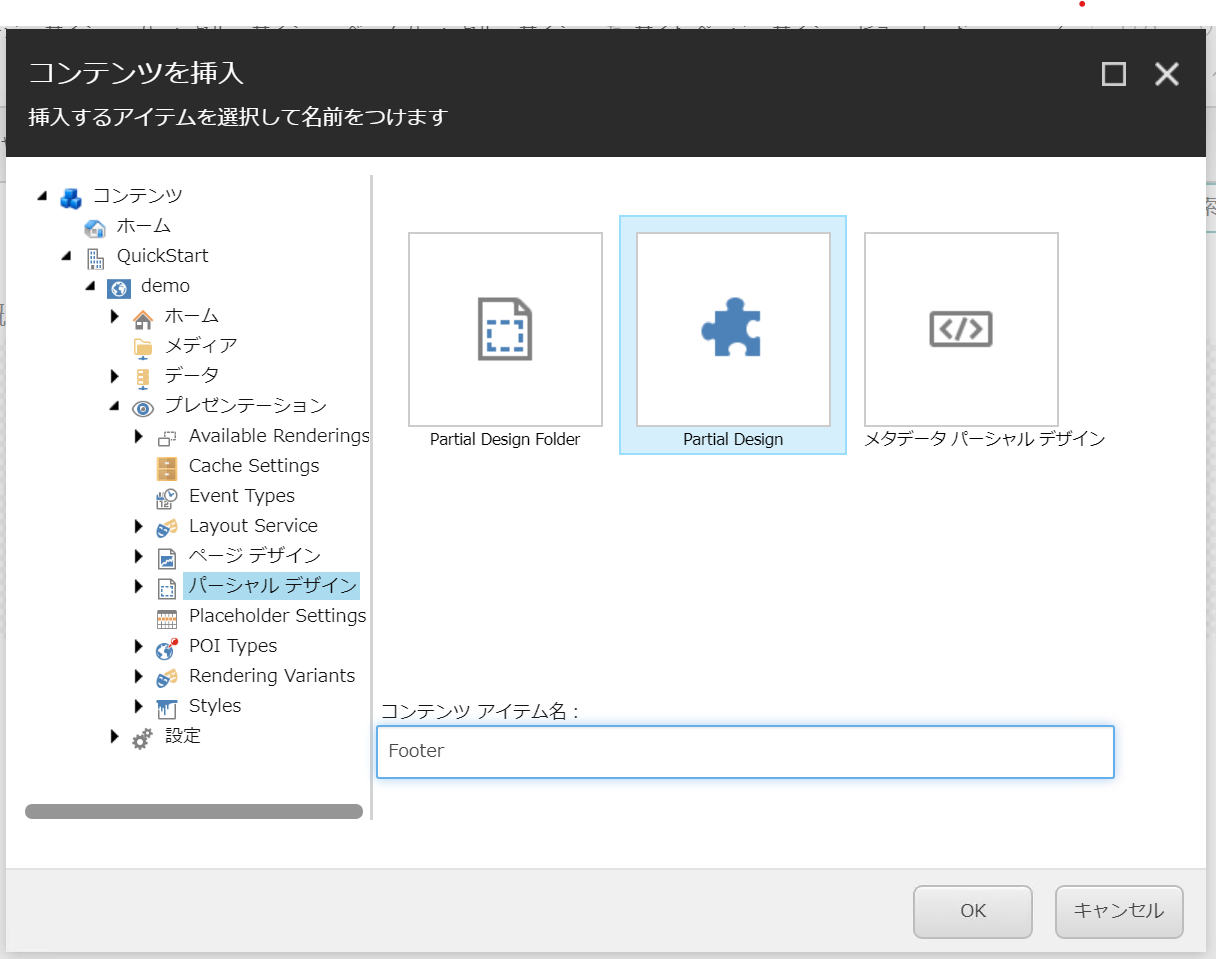 コンテンツを挿入
挿入するアイテムを選択して名前をつけます
コンテンツ
ホーム
QuickStart
demo
ホーム
メディア
データ
プレゼンテーション
Available Renderings
Cache Settings
Event Types
Layout Service
ページ デザイン
パーシャル デザイン
Placeholder Settings
POI Types
Rendering Variants
Styles
設定
Partial Design Folder
Partial Design
メタデータ パーシャル デザイン
コンテンツ アイテム名：
Footer
OK
キャンセル